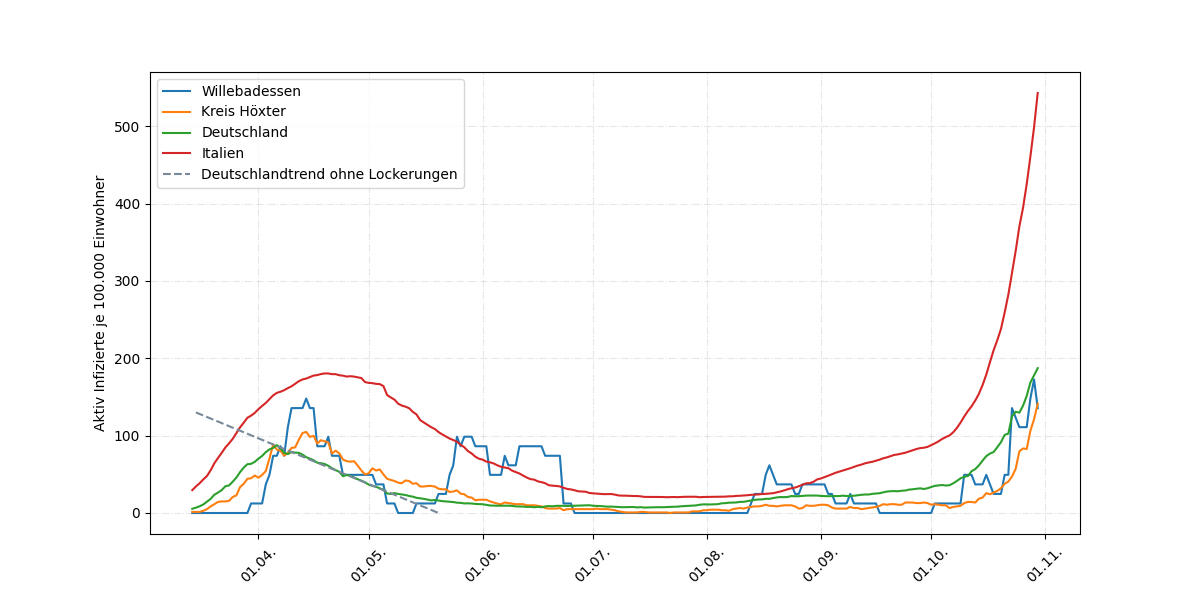 Willebadessen
Kreis Höxter
Deutschland
Italien
Deutschlandtrend ohne Lockerungen
Aktiv Infizierte je 100.000 Einwohner
500
400
300
200
100
0
01.04.
01.05.
01.06.
01.07.
01.08.
01.09.
01.10.
01.11.